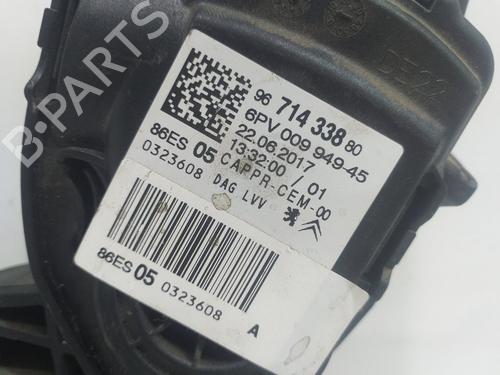 96 714 338 80
6PV 009 949-45
22.06.2017
13:32:00 / 01
86ES 05 CAPPR-CEM-00
0323608 DAG LVV
86ES 05 0323608 A
D522
B-PARTS